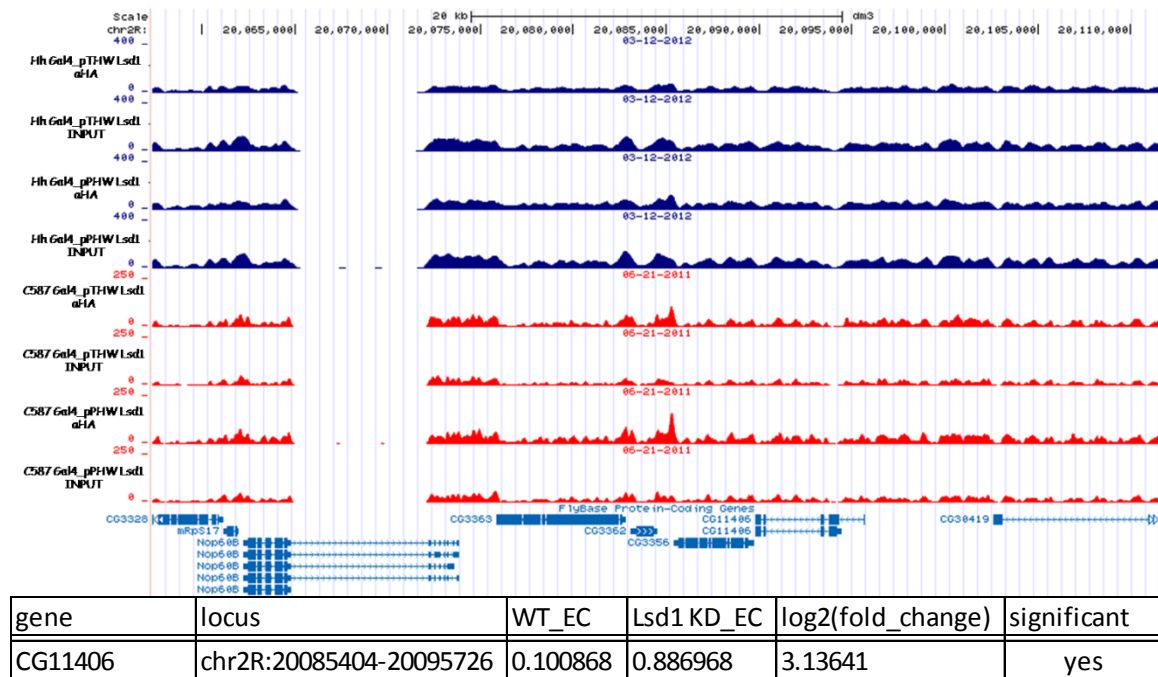 Scale 20 kb dm3
chr2R: 20,065,000 20,070,000 20,075,000 20,080,000 20,085,000 20,090,000 20,095,000 20,100,000 20,105,000 20,110,000
03-12-2012
400
Hh Gal4_pTHW Lsd1
αHA
0
03-12-2012
400
Hh Gal4_pTHW Lsd1
INPUT
0
03-12-2012
400
Hh Gal4_pPHW Lsd1
αHA
0
03-12-2012
400
Hh Gal4_pPHW Lsd1
INPUT
0
06-21-2011
250
C587 Gal4_pTHW Lsd1
αHA
0
06-21-2011
250
C587 Gal4_pTHW Lsd1
INPUT
0
06-21-2011
250
C587 Gal4_pPHW Lsd1
αHA
0
06-21-2011
250
C587 Gal4_pPHW Lsd1
INPUT
0
FlyBase Protein-Coding Genes
CG3328 CG3363 CG11406 CG30419
mRpS17 CG3362 CG11406
Nop60B CG3356
Nop60B
Nop60B
Nop60B
Nop60B
gene locus WT_EC Lsd1 KD_EC log2(fold_change) significant
CG11406 chr2R:20085404-20095726 0.100868 0.886968 3.13641 yes